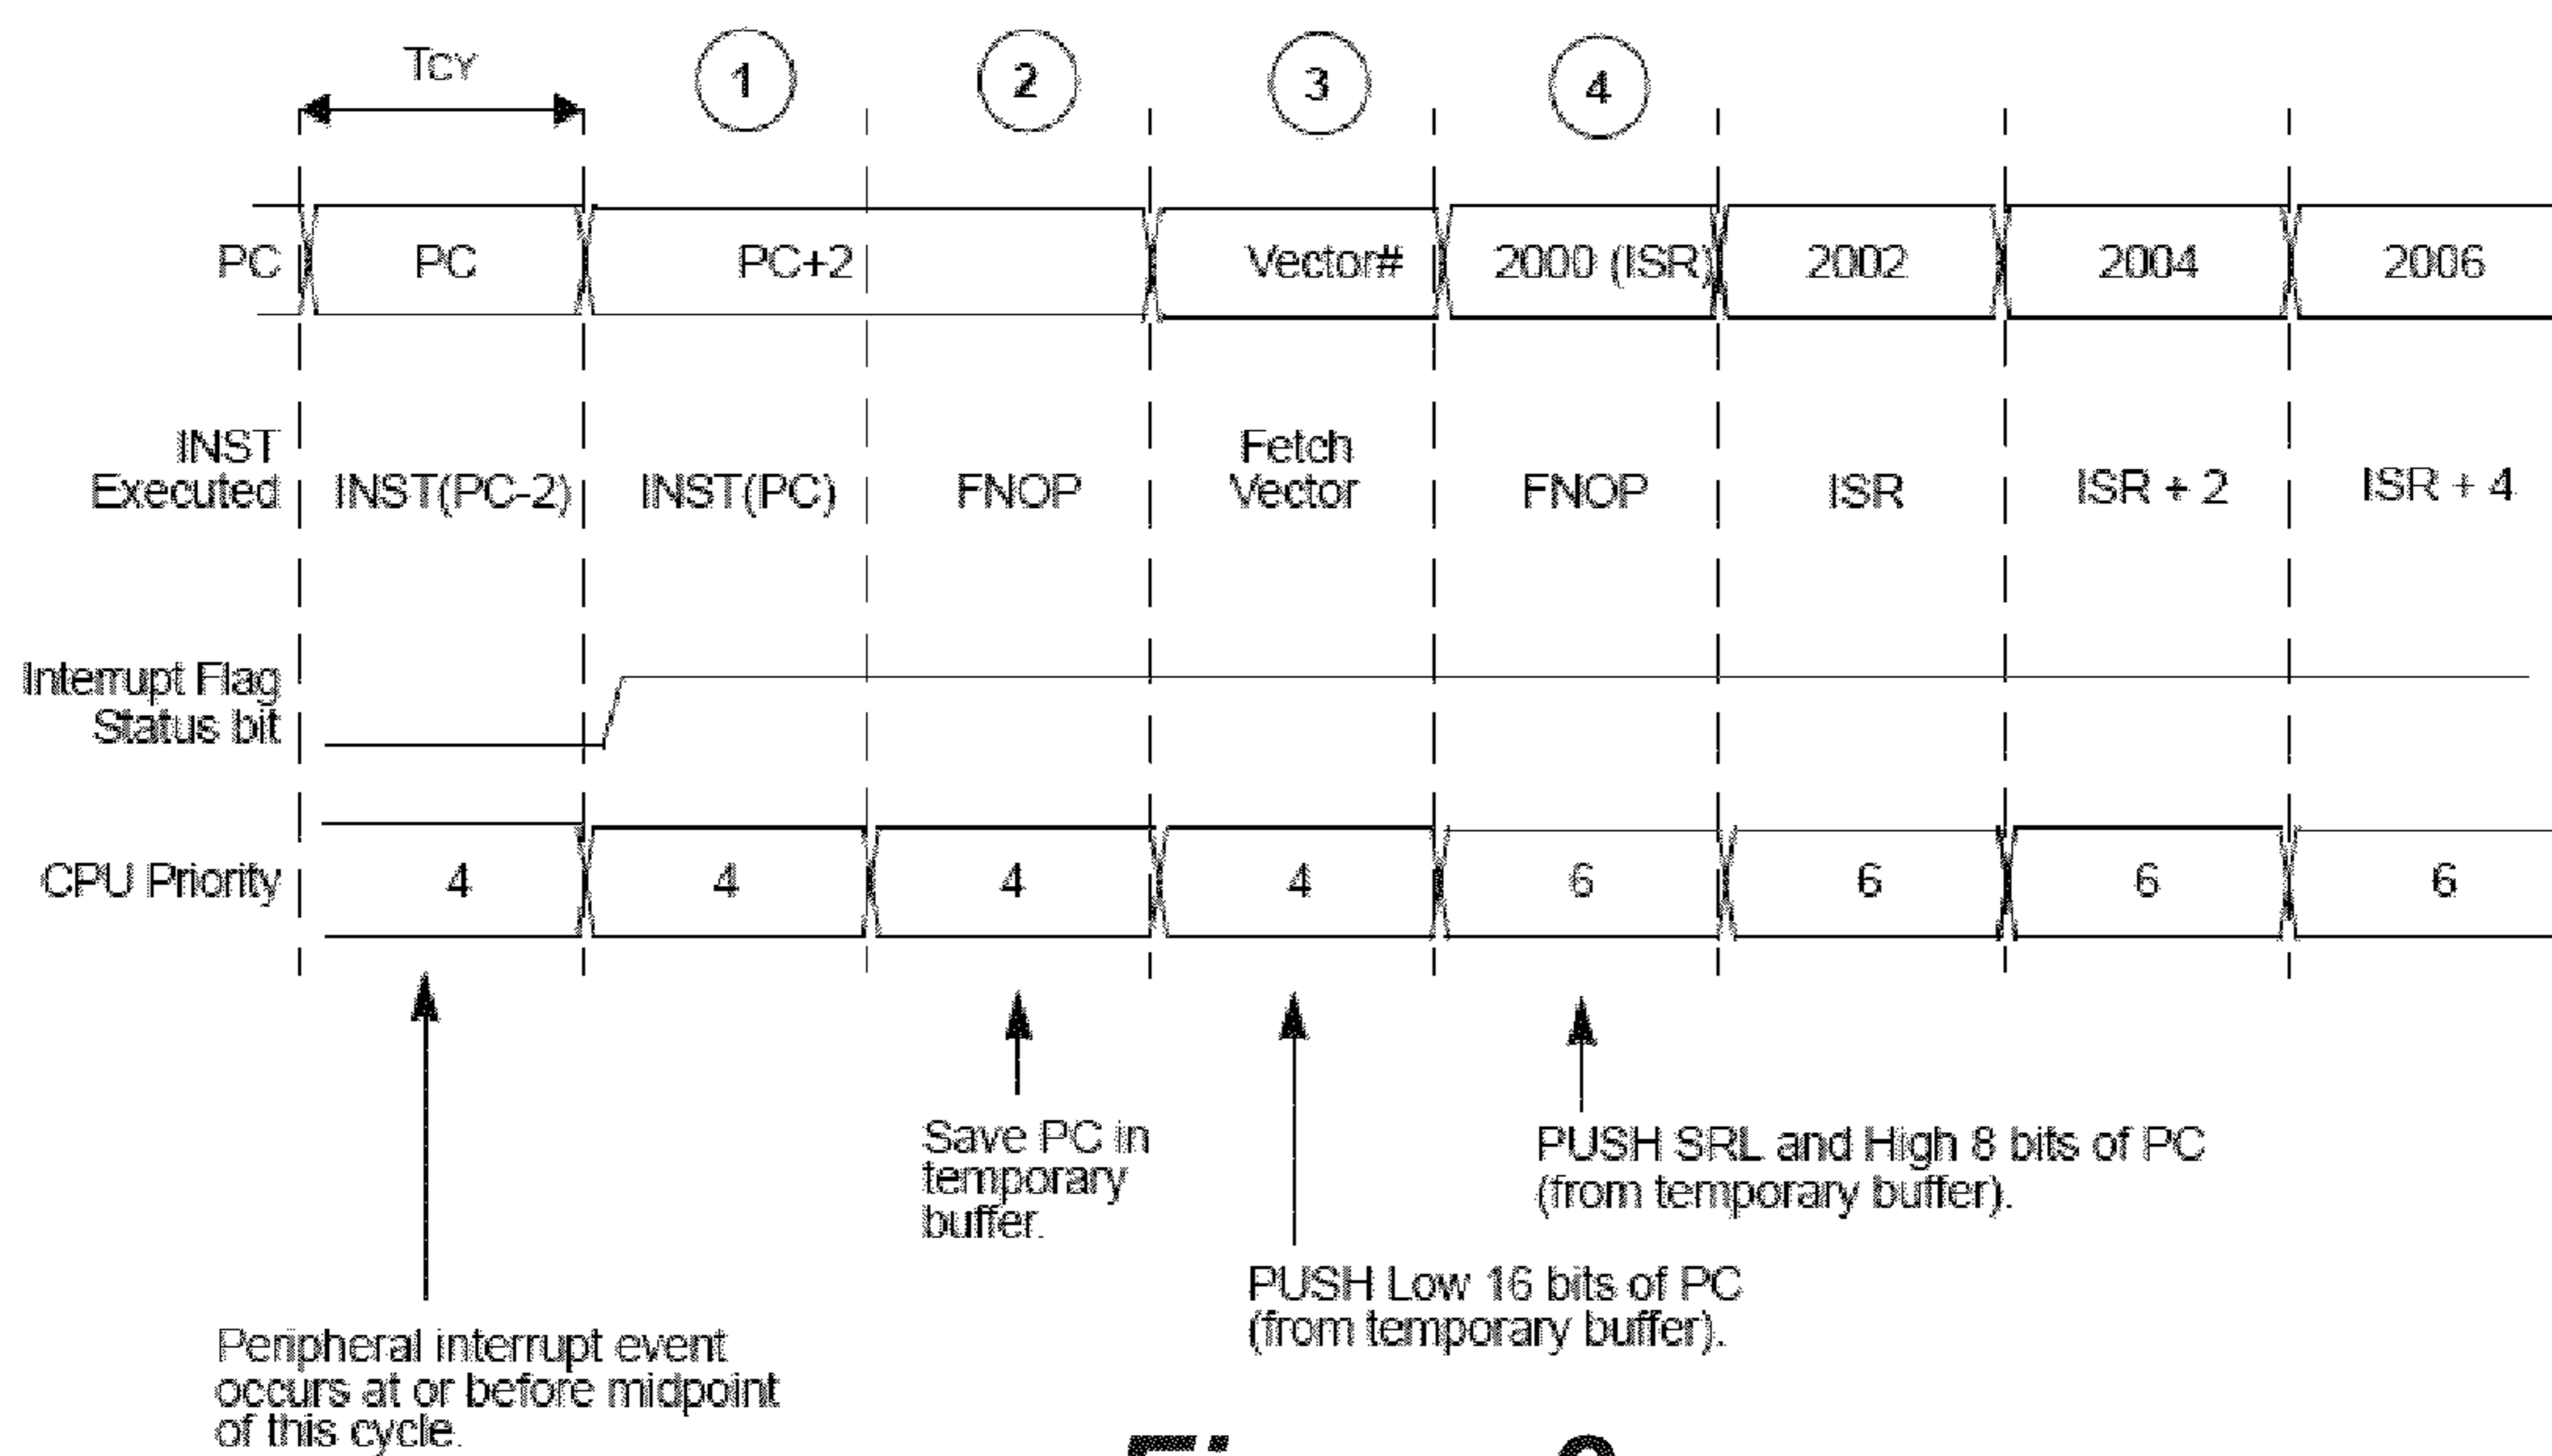 TCY
1
2
3
4
PC
PC
PC+2
Vector#
2000 (ISR)
2002
2004
2006
INST
Executed
INST(PC-2)
INST(PC)
FNOP
Fetch
Vector
FNOP
ISR
ISR + 2
ISR + 4
Interrupt Flag
Status bit
CPU Priority
4
4
4
4
6
6
6
6
Save PC in
temporary
buffer.
PUSH SRL and High 8 bits of PC
(from temporary buffer).
PUSH Low 16 bits of PC
(from temporary buffer).
Peripheral interrupt event
occurs at or before midpoint
of this cycle.